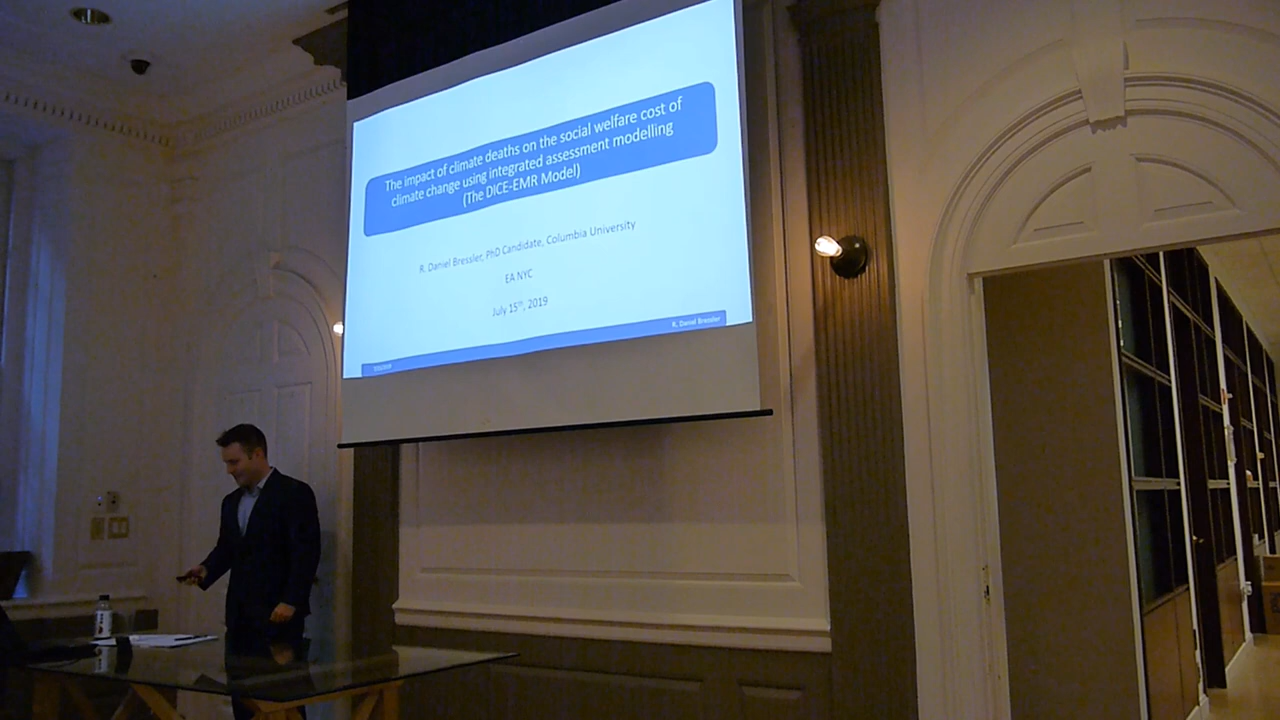 The impact of climate deaths on the social welfare cost of
climate change using integrated assessment modelling
(The DICE-EMR Model)
R. Daniel Bressler, PhD Candidate, Columbia University
EA NYC
July 15th, 2019
R. Daniel Bressler